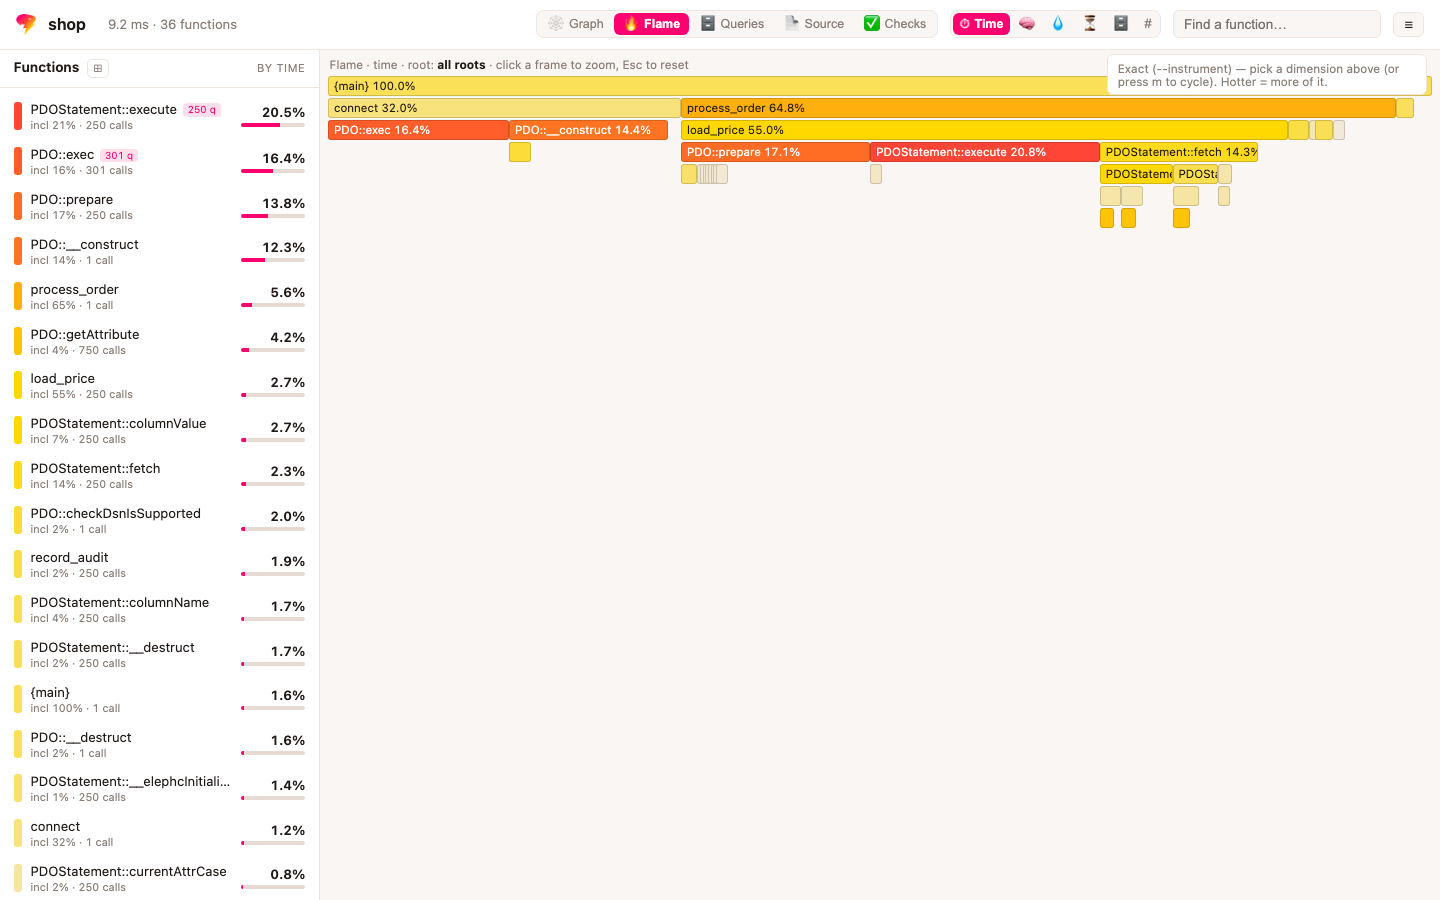 shop
9.2 ms · 36 functions
Graph
Flame
Queries
Source
Checks
Time
#
Find a function…
≡
Functions
BY TIME
PDOStatement::execute 250 q
20.5%
incl 21% · 250 calls
PDO::exec 301 q
16.4%
incl 16% · 301 calls
PDO::prepare
13.8%
incl 17% · 250 calls
PDO::__construct
12.3%
incl 14% · 1 call
process_order
5.6%
incl 65% · 1 call
PDO::getAttribute
4.2%
incl 4% · 750 calls
load_price
2.7%
incl 55% · 250 calls
PDOStatement::columnValue
2.7%
incl 7% · 250 calls
PDOStatement::fetch
2.3%
incl 14% · 250 calls
PDO::checkDsnIsSupported
2.0%
incl 2% · 1 call
record_audit
1.9%
incl 2% · 250 calls
PDOStatement::columnName
1.7%
incl 4% · 250 calls
PDOStatement::__destruct
1.7%
incl 2% · 250 calls
{main}
1.6%
incl 100% · 1 call
PDO::__destruct
1.6%
incl 2% · 1 call
PDOStatement::__elephcInitiali...
1.4%
incl 1% · 250 calls
connect
1.2%
incl 32% · 1 call
PDOStatement::currentAttrCase
0.8%
incl 2% · 250 calls
Flame · time · root: all roots · click a frame to zoom, Esc to reset
Exact (--instrument) — pick a dimension above (or
press m to cycle). Hotter = more of it.
{main} 100.0%
connect 32.0%
process_order 64.8%
PDO::exec 16.4%
PDO::__construct 14.4%
load_price 55.0%
PDO::prepare 17.1%
PDOStatement::execute 20.8%
PDOStatement::fetch 14.3%
PDOStateme
PDOSta